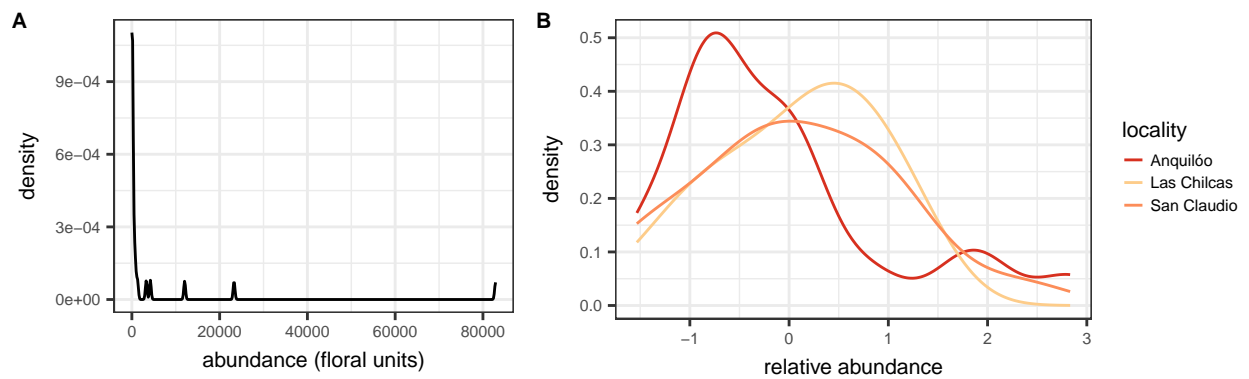 A
density
9e−04
6e−04
3e−04
0e+00
0 20000 40000 60000 80000
abundance (floral units)
B
density
0.5
0.4
0.3
0.2
0.1
0.0
−1 0 1 2 3
relative abundance
locality
Anquilóo
Las Chilcas
San Claudio